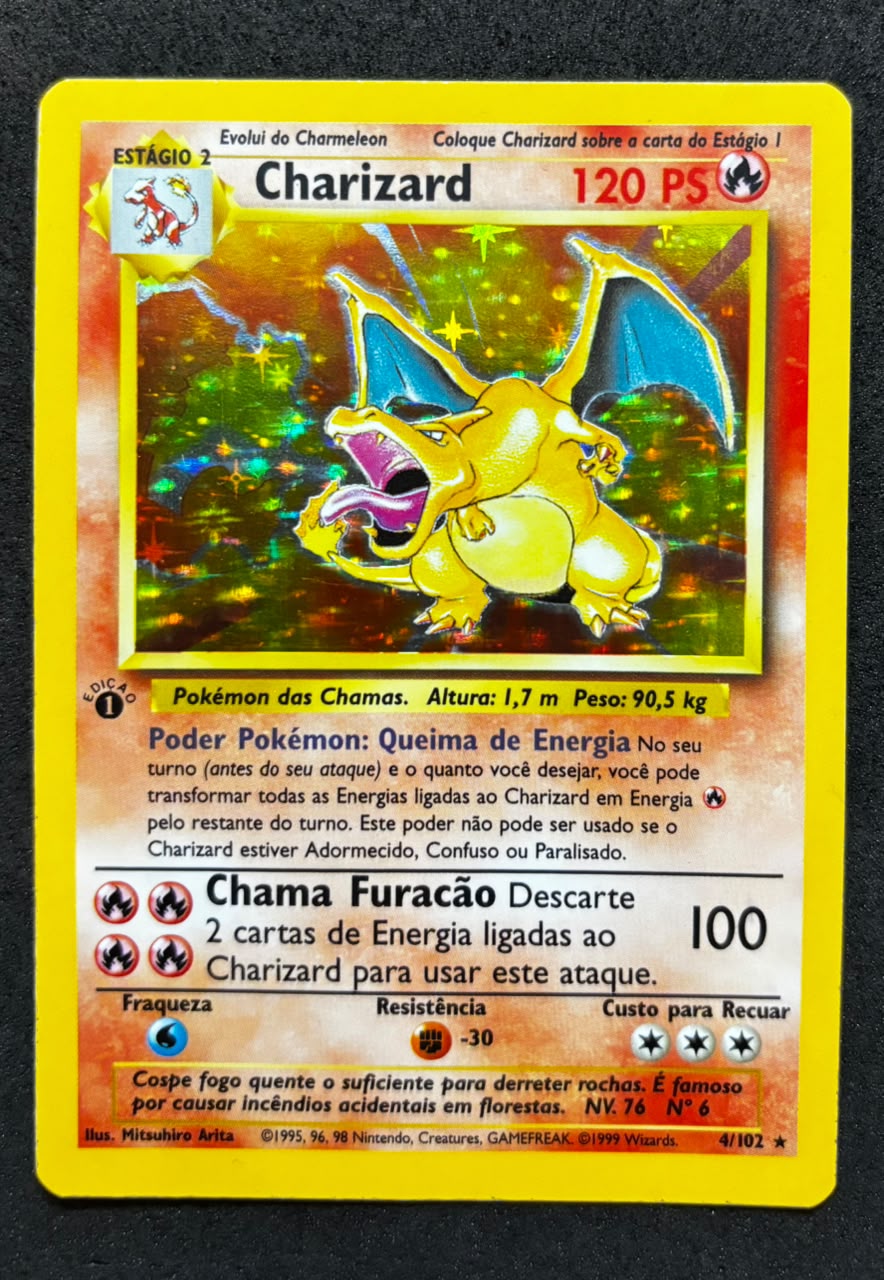 Evolui do Charmeleon Coloque Charizard sobre a carta do Estágio 1
ESTÁGIO 2
Charizard 120 PS
EDIÇÃO
1
Pokémon das Chamas. Altura: 1,7 m Peso: 90,5 kg
Poder Pokémon: Queima de Energia No seu
turno (antes do seu ataque) e o quanto você desejar, você pode
transformar todas as Energias ligadas ao Charizard em Energia
pelo restante do turno. Este poder não pode ser usado se o
Charizard estiver Adormecido, Confuso ou Paralisado.
Chama Furacão Descarte
2 cartas de Energia ligadas ao
Charizard para usar este ataque.
100
Fraqueza Resistência Custo para Recuar
-30
Cospe fogo quente o suficiente para derreter rochas. É famoso
por causar incêndios acidentais em florestas. NV. 76 Nº 6
Ilus. Mitsuhiro Arita ©1995, 96, 98 Nintendo, Creatures, GAMEFREAK. ©1999 Wizards. 4/102 ★